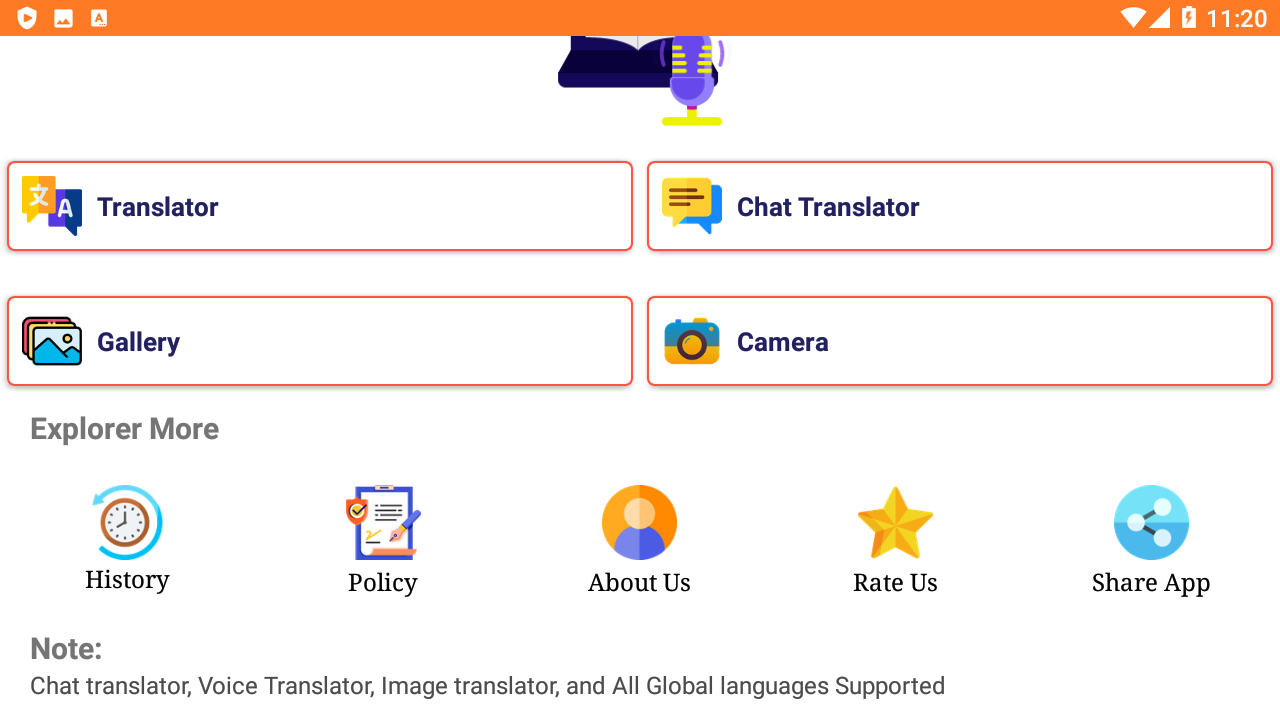 11:20
Translator
Chat Translator
Gallery
Camera
Explorer More
History
Policy
About Us
Rate Us
Share App
Note:
Chat translator, Voice Translator, Image translator, and All Global languages Supported